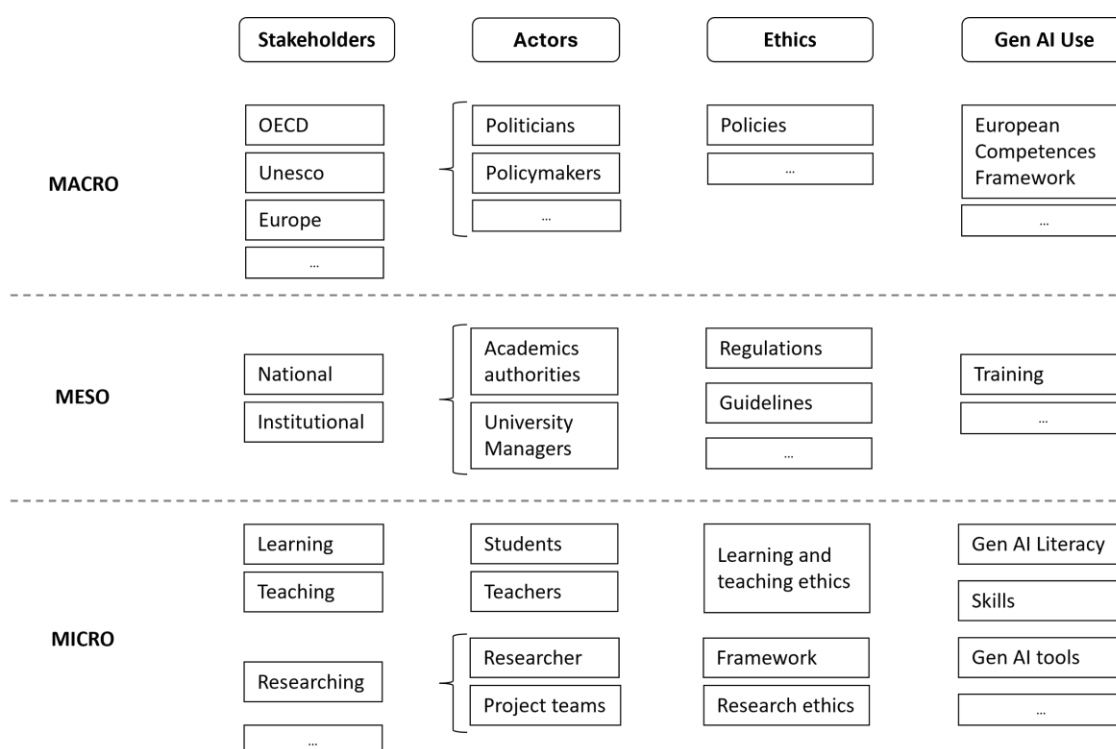 Stakeholders
Actors
Ethics
Gen AI Use
MACRO
OECD
Unesco
Europe
...
Politicians
Policymakers
...
Policies
...
European
Competences
Framework
...
MESO
National
Institutional
Academics
authorities
University
Managers
Regulations
Guidelines
...
Training
...
MICRO
Learning
Teaching
Researching
...
Students
Teachers
Researcher
Project teams
Learning and
teaching ethics
Framework
Research ethics
Gen AI Literacy
Skills
Gen AI tools
...